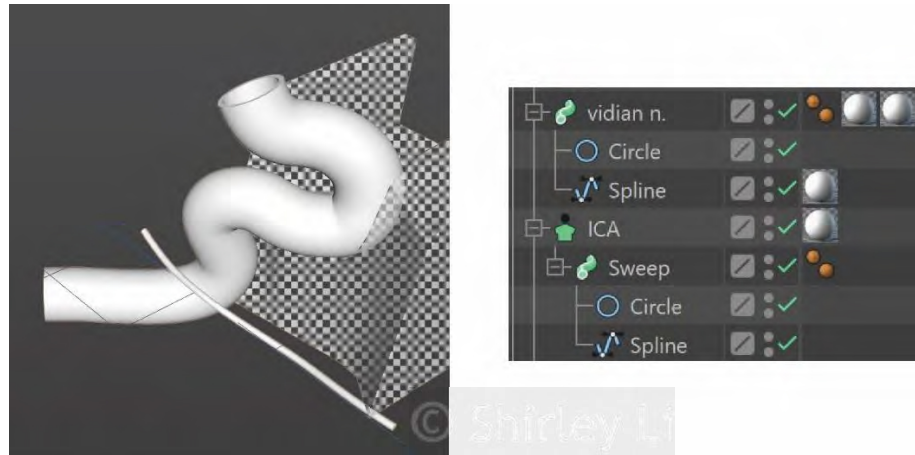 vidian n.
Circle
Spline
ICA
Sweep
Circle
Spline
© Shirley Li